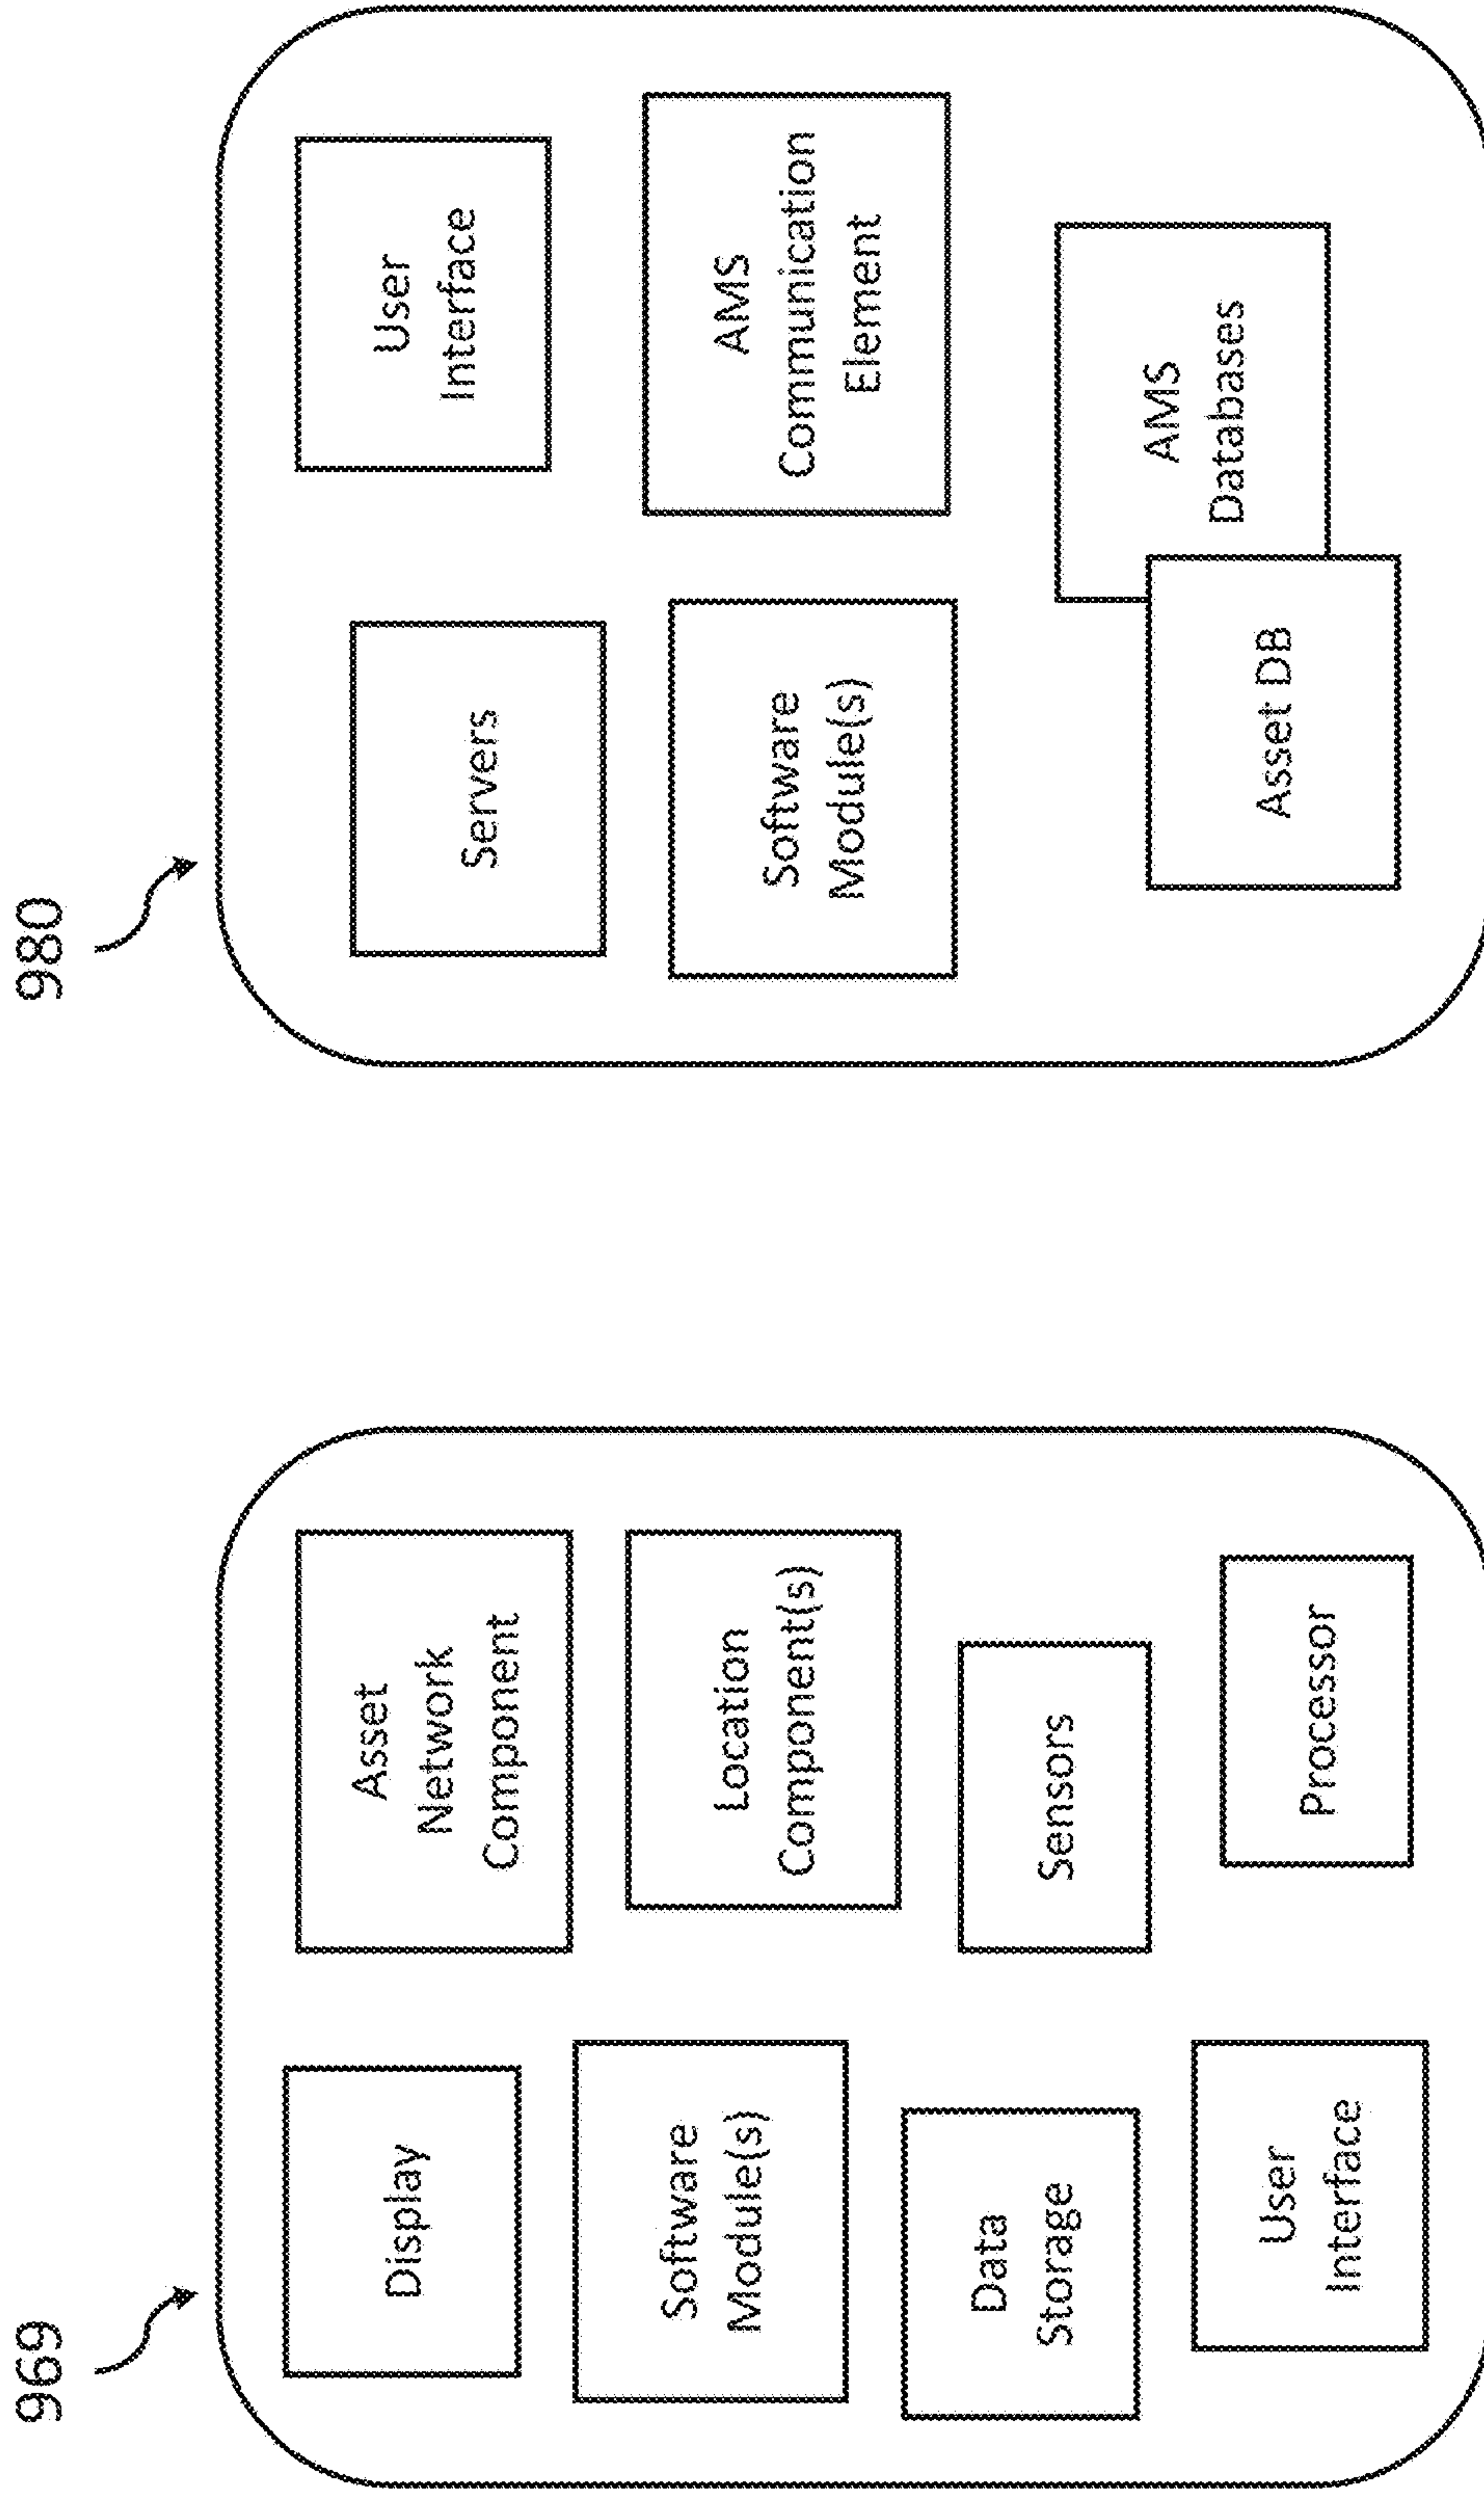 969
Display
Asset
Network
Component
Software
Module(s)
Location
Component(s)
Data
Storage
Sensors
User
Interface
Processor
980
Servers
User
Interface
Software
Module(s)
AMS
Communication
Element
AMS
Databases
Asset DB